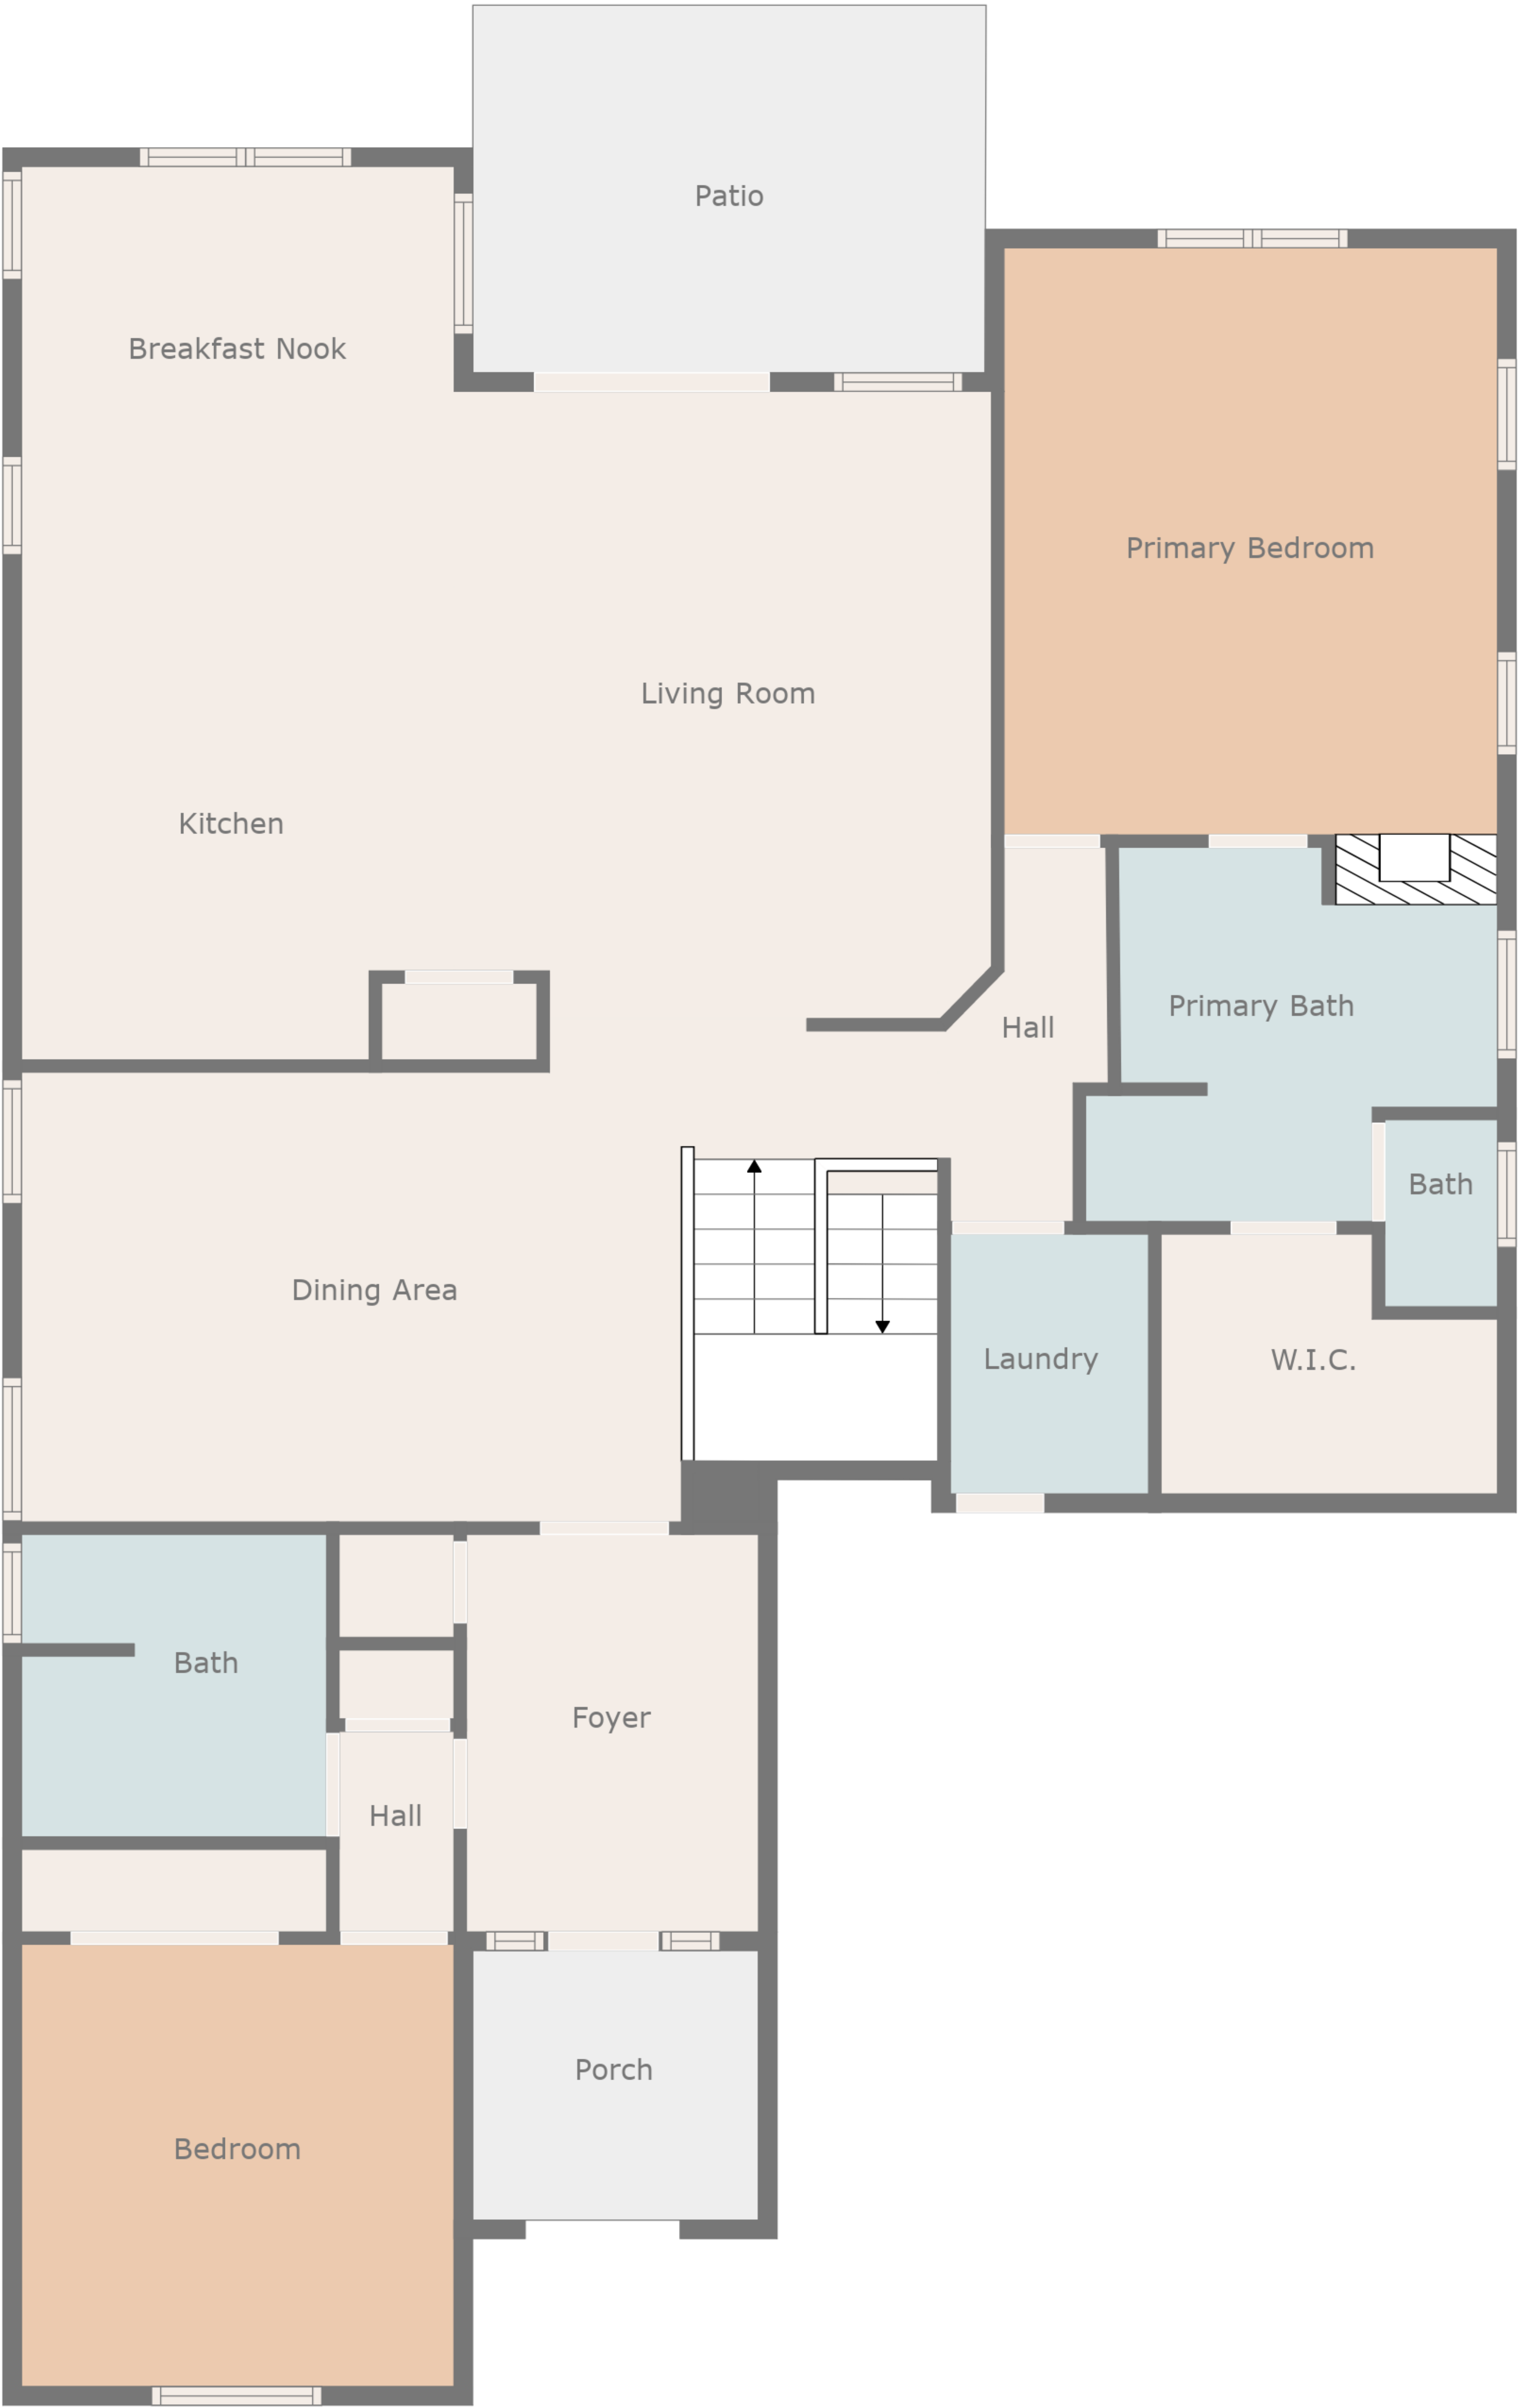 Patio
Breakfast Nook
Primary Bedroom
Living Room
Kitchen
Primary Bath
Hall
Bath
Dining Area
Laundry
W.I.C.
Bath
Foyer
Hall
Porch
Bedroom